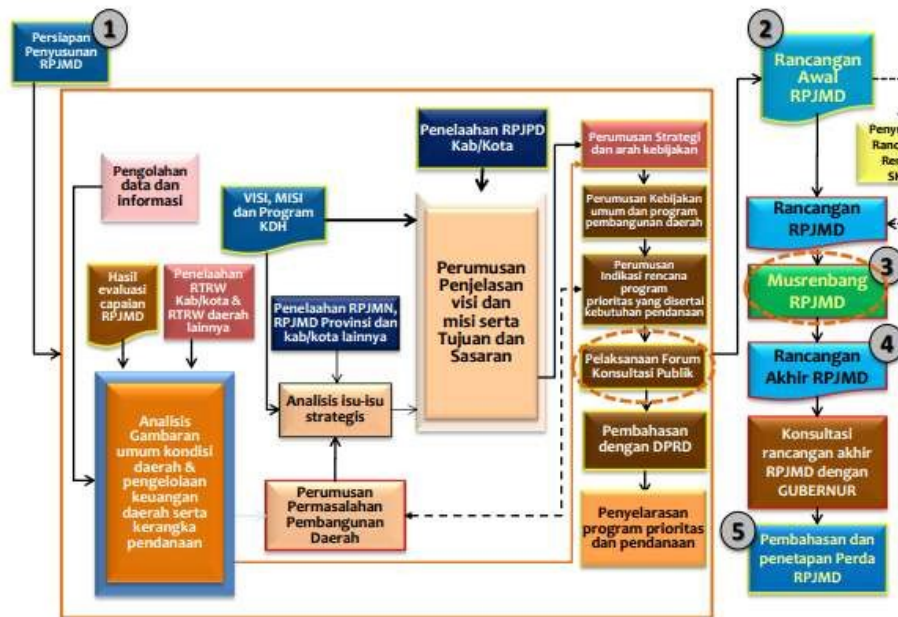 1
Persiapan
Penyusunan
RPJMD
Pengolahan
data dan
informasi
Hasil
evaluasi
capaian
RPJMD
Penelaahan
RTRW
Kab/kota &
RTRW daerah
lainnya
Analisis
Gambaran
umum kondisi
daerah &
pengelolaan
keuangan
daerah serta
kerangka
pendanaan
VISI, MISI
dan Program
KDH
Penelaahan RPJMN,
RPJMD Provinsi dan
kab/kota lainnya
Analisis isu-isu
strategis
Perumusan
Permasalahan
Pembangunan
Daerah
Penelaahan RPJPD
Kab/Kota
Perumusan
Penjelasan
visi dan
misi serta
Tujuan dan
Sasaran
Perumusan Strategi
dan arah kebijakan
Perumusan Kebijakan
umum dan program
pembangunan daerah
Perumusan
Indikasi rencana
program
prioritas yang disertai
kebutuhan pendanaan
Pelaksanaan Forum
Konsultasi Publik
Pembahasan
dengan DPRD
Penyelarasan
program prioritas
dan pendanaan
2
Rancangan
Awal
RPJMD
Rancangan
RPJMD
3
Musrenbang
RPJMD
4
Rancangan
Akhir RPJMD
Konsultasi
rancangan akhir
RPJMD dengan
GUBERNUR
5
Pembahasan dan
penetapan Perda
RPJMD